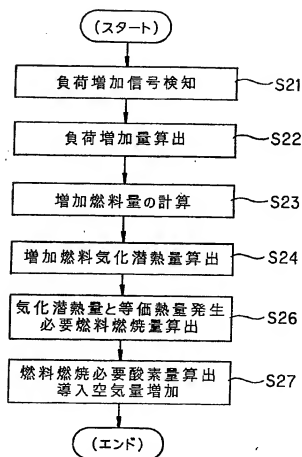 (スタート)
負荷増加信号検知
S21
負荷増加量算出
S22
増加燃料量の計算
S23
増加燃料気化潜熱量算出
S24
気化潜熱量と等価熱量発生
必要燃料燃焼量算出
S26
燃料燃焼必要酸素量算出
導入空気量増加
S27
(エンド)